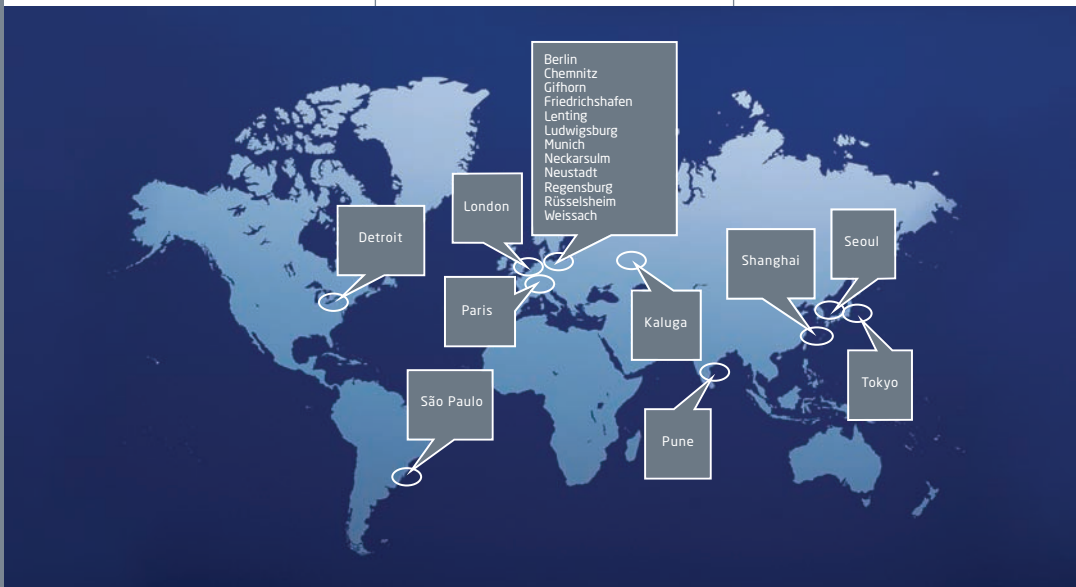 Berlin
Chemnitz
Gifhorn
Friedrichshafen
Lenting
Ludwigsburg
Munich
Neckarsulm
Neustadt
Regensburg
Rüsselsheim
Weissach
London
Detroit
Seoul
Shanghai
Paris
Kaluga
Tokyo
São Paulo
Pune